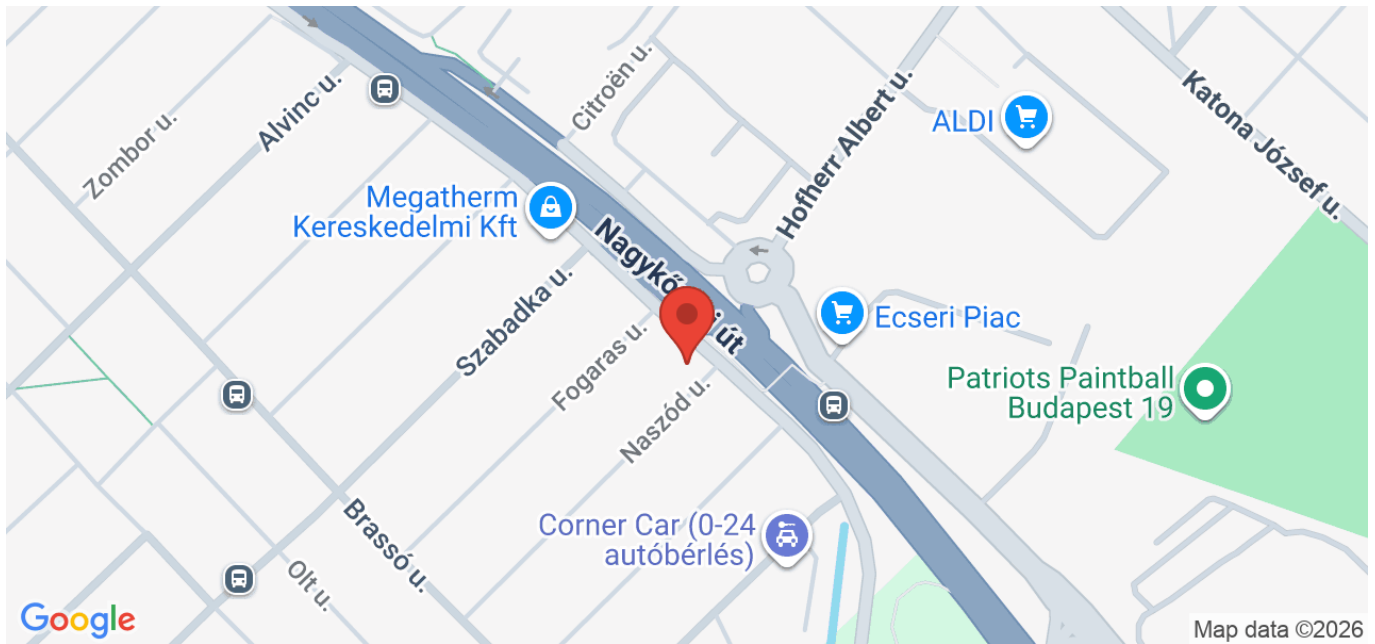 Zombor u.
Alvinc u.
Citroën u.
Hofherr Albert u.
ALDI
Katona József u.
Megatherm
Kereskedelmi Kft
Szabadka u.
Fogaras u.
Naszód u.
út
Ecseri Piac
Patriots Paintball
Budapest 19
Brassó u.
Olt u.
Corner Car (0-24
autóbérlés)
Google
Map data ©2026